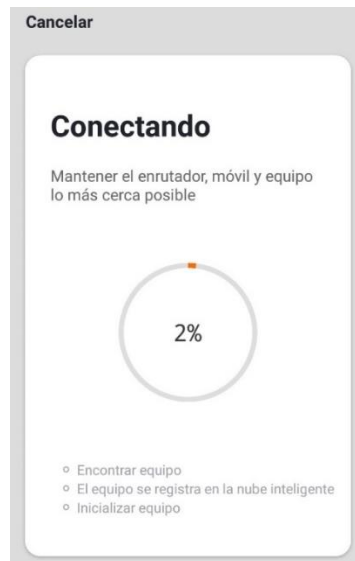 Cancelar
Conectando
Mantener el enrutador, móvil y equipo
lo más cerca posible
2%
Encontrar equipo
El equipo se registra en la nube inteligente
Inicializar equipo